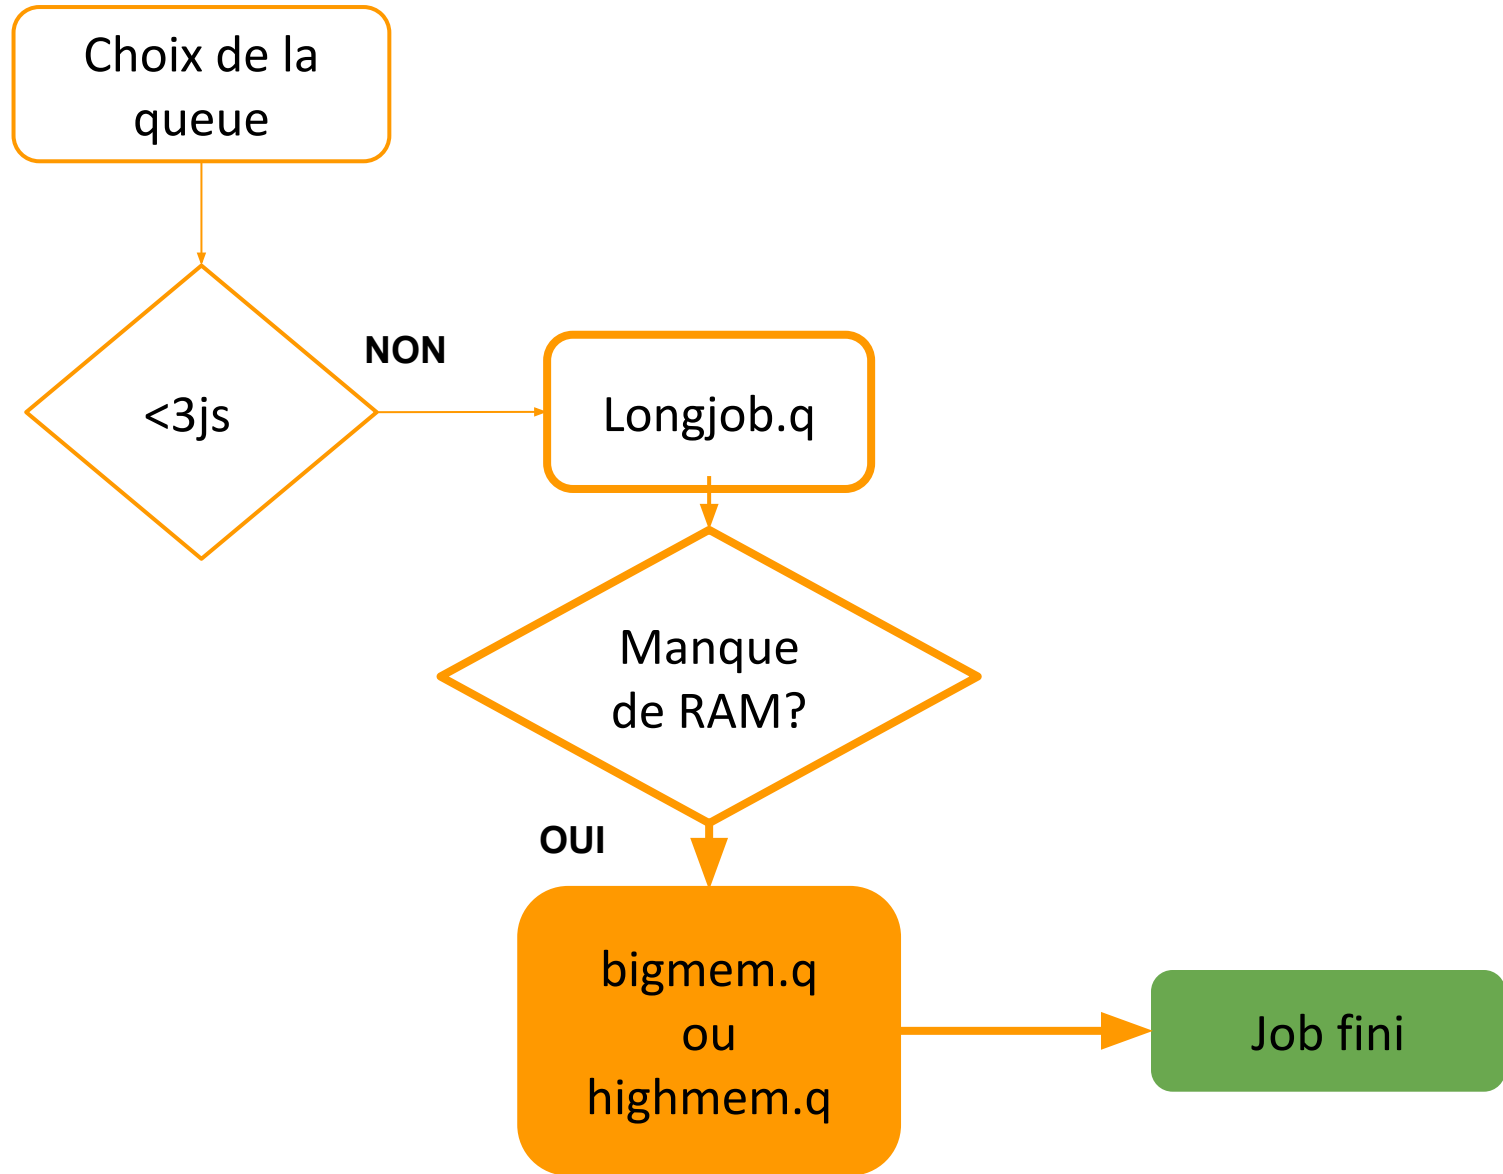 Choix de la
queue
NON
<3js
Longjob.q
Manque
de RAM?
OUI
bigmem.q
ou
highmem.q
Job fini